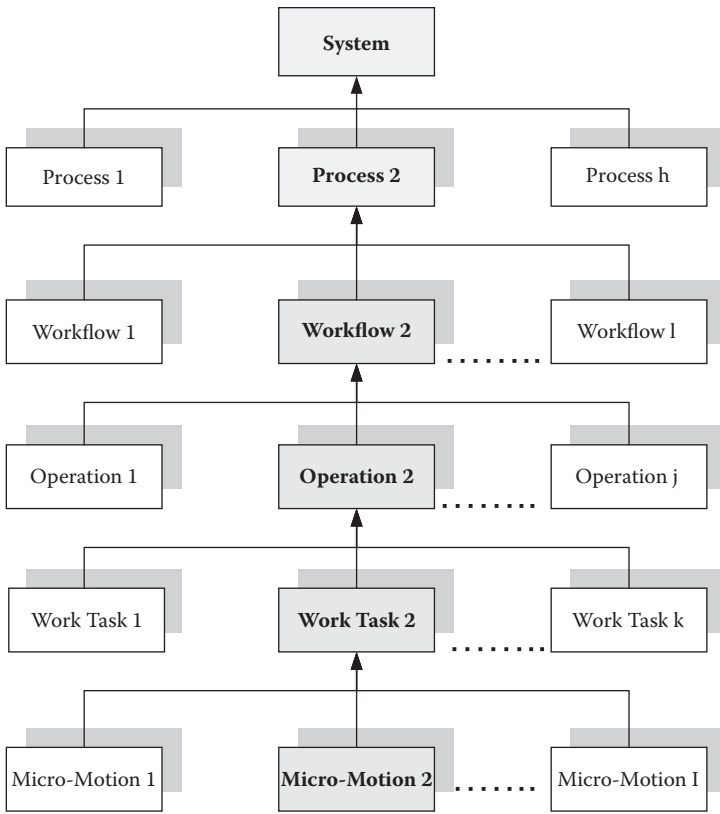 System
Process 1
Process 2
Process h
Workflow 1
Workflow 2
Workflow l
Operation 1
Operation 2
Operation j
Work Task 1
Work Task 2
Work Task k
Micro-Motion 1
Micro-Motion 2
Micro-Motion I